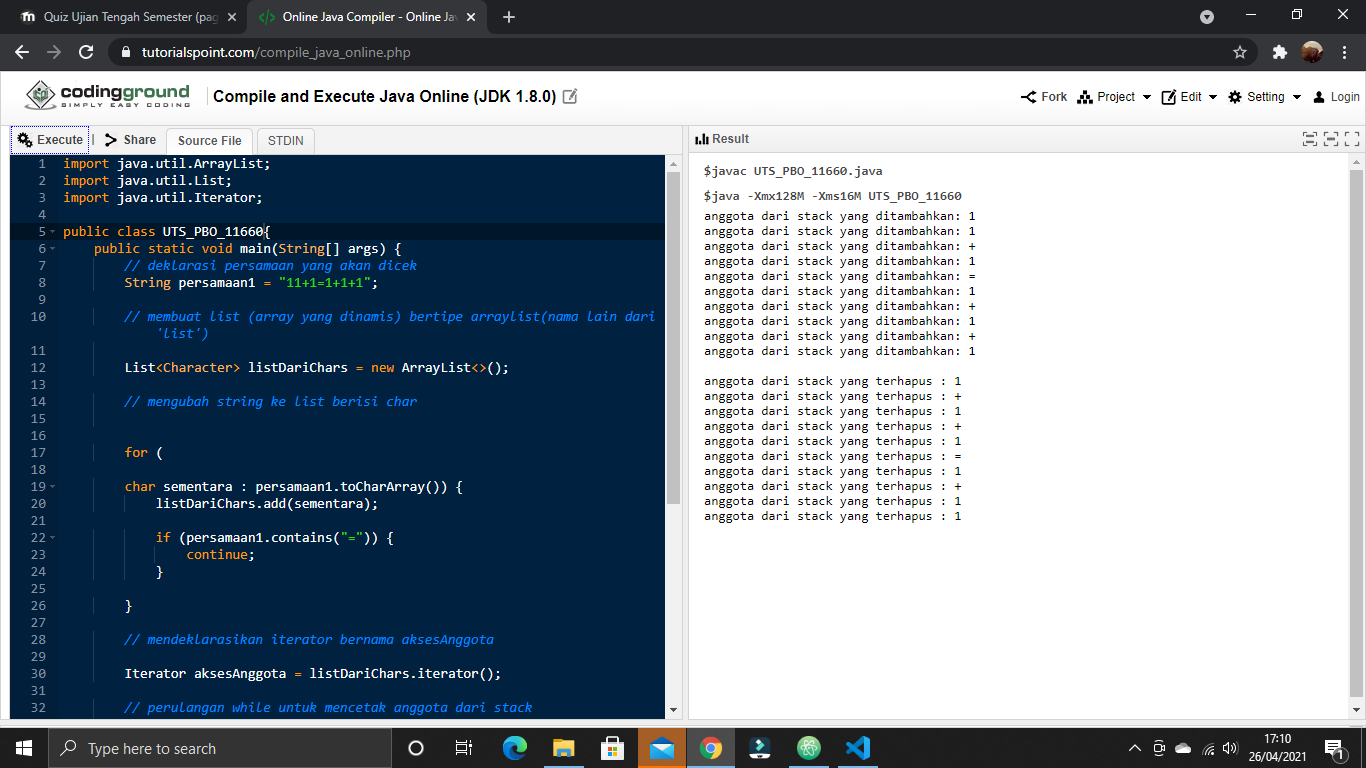 Quiz Ujian Tengah Semester (pag
Online Java Compiler - Online Jav
tutorialspoint.com/compile_java_online.php
codingground
SIMPLY EASY CODING
Compile and Execute Java Online (JDK 1.8.0)
Fork Project Edit Setting Login
Execute | Share Source File STDIN
1 import java.util.ArrayList;
2 import java.util.List;
3 import java.util.Iterator;
4
5 public class UTS_PBO_11660{
6 public static void main(String[] args) {
7 // deklarasi persamaan yang akan dicek
8 String persamaan1 = "11+1=1+1+1";
9
10 // membuat list (array yang dinamis) bertipe arraylist(nama lain dari
'list')
11
12 List<Character> listDariChars = new ArrayList<>();
13
14 // mengubah string ke list berisi char
15
16
17 for (
18
19 char sementara : persamaan1.toCharArray()) {
20 listDariChars.add(sementara);
21
22 if (persamaan1.contains("=")) {
23 continue;
24 }
25
26 }
27
28 // mendeklarasikan iterator bernama aksesAnggota
29
30 Iterator aksesAnggota = listDariChars.iterator();
31
32 // perulangan while untuk mencetak anggota dari stack
Result
$javac UTS_PBO_11660.java
$java -Xmx128M -Xms16M UTS_PBO_11660
anggota dari stack yang ditambahkan: 1
anggota dari stack yang ditambahkan: 1
anggota dari stack yang ditambahkan: +
anggota dari stack yang ditambahkan: 1
anggota dari stack yang ditambahkan: =
anggota dari stack yang ditambahkan: 1
anggota dari stack yang ditambahkan: +
anggota dari stack yang ditambahkan: 1
anggota dari stack yang ditambahkan: +
anggota dari stack yang ditambahkan: 1
anggota dari stack yang terhapus : 1
anggota dari stack yang terhapus : +
anggota dari stack yang terhapus : 1
anggota dari stack yang terhapus : +
anggota dari stack yang terhapus : 1
anggota dari stack yang terhapus : =
anggota dari stack yang terhapus : 1
anggota dari stack yang terhapus : +
anggota dari stack yang terhapus : 1
anggota dari stack yang terhapus : 1
Type here to search
17:10
26/04/2021
1